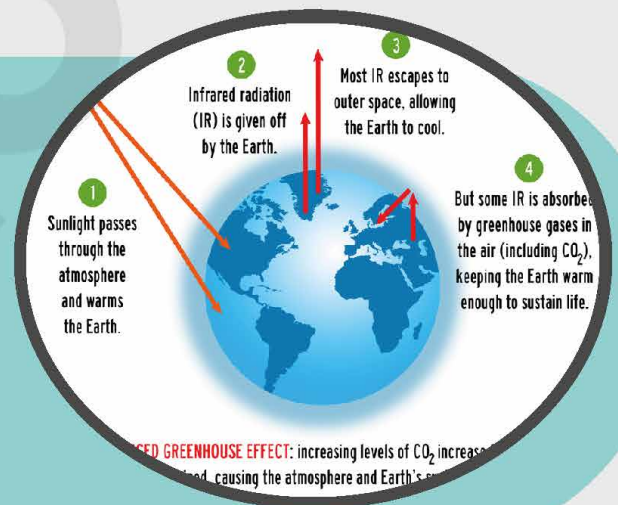 1
Sunlight passes
through the
atmosphere
and warms
the Earth.
2
Infrared radiation
(IR) is given off
by the Earth.
3
Most IR escapes to
outer space, allowing
the Earth to cool.
4
But some IR is absorbed
by greenhouse gases in
the air (including CO₂),
keeping the Earth warm
enough to sustain life.
GREENHOUSE EFFECT: increasing levels of CO₂ increase
causing the atmosphere and Earth's